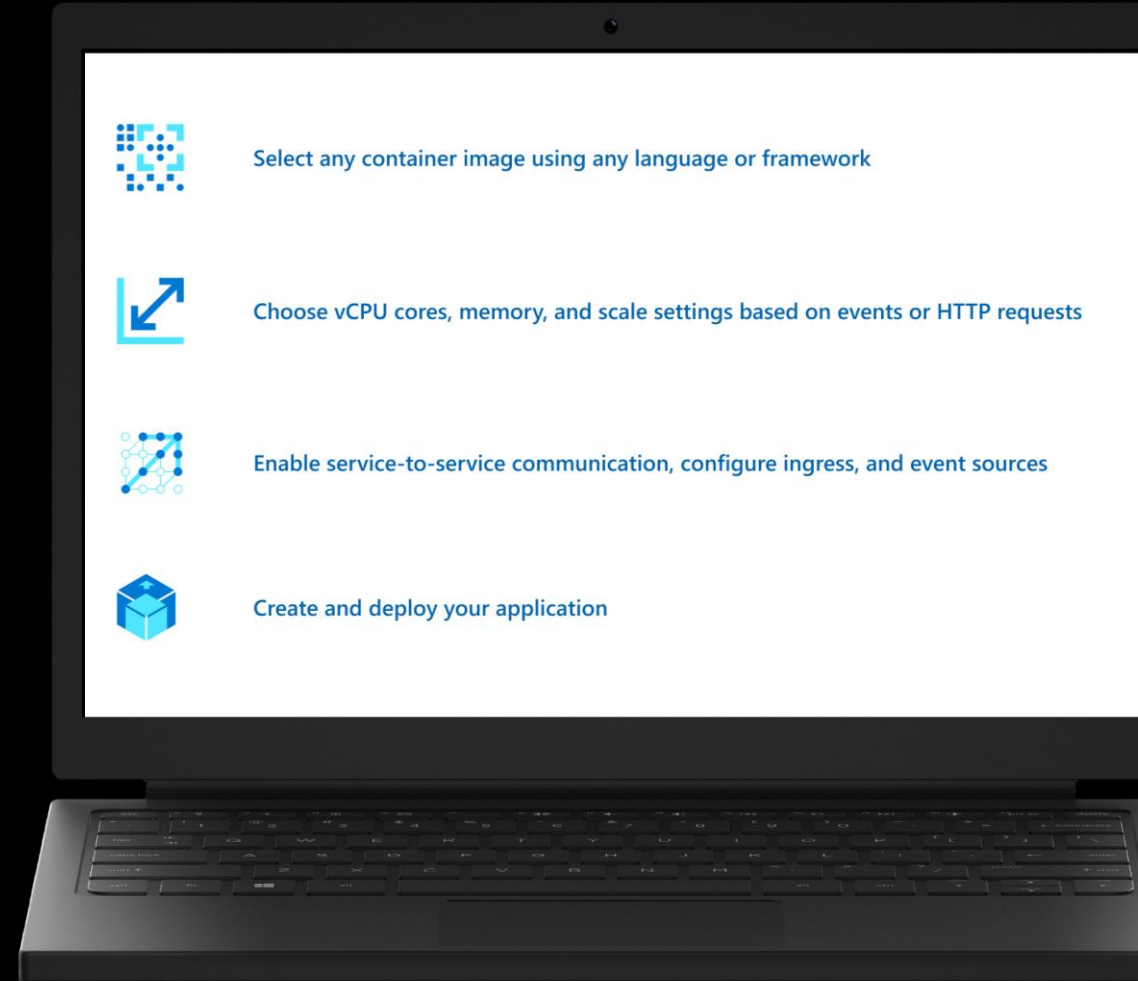 Select any container image using any language or framework
Choose vCPU cores, memory, and scale settings based on events or HTTP requests
Enable service-to-service communication, configure ingress, and event sources
Create and deploy your application